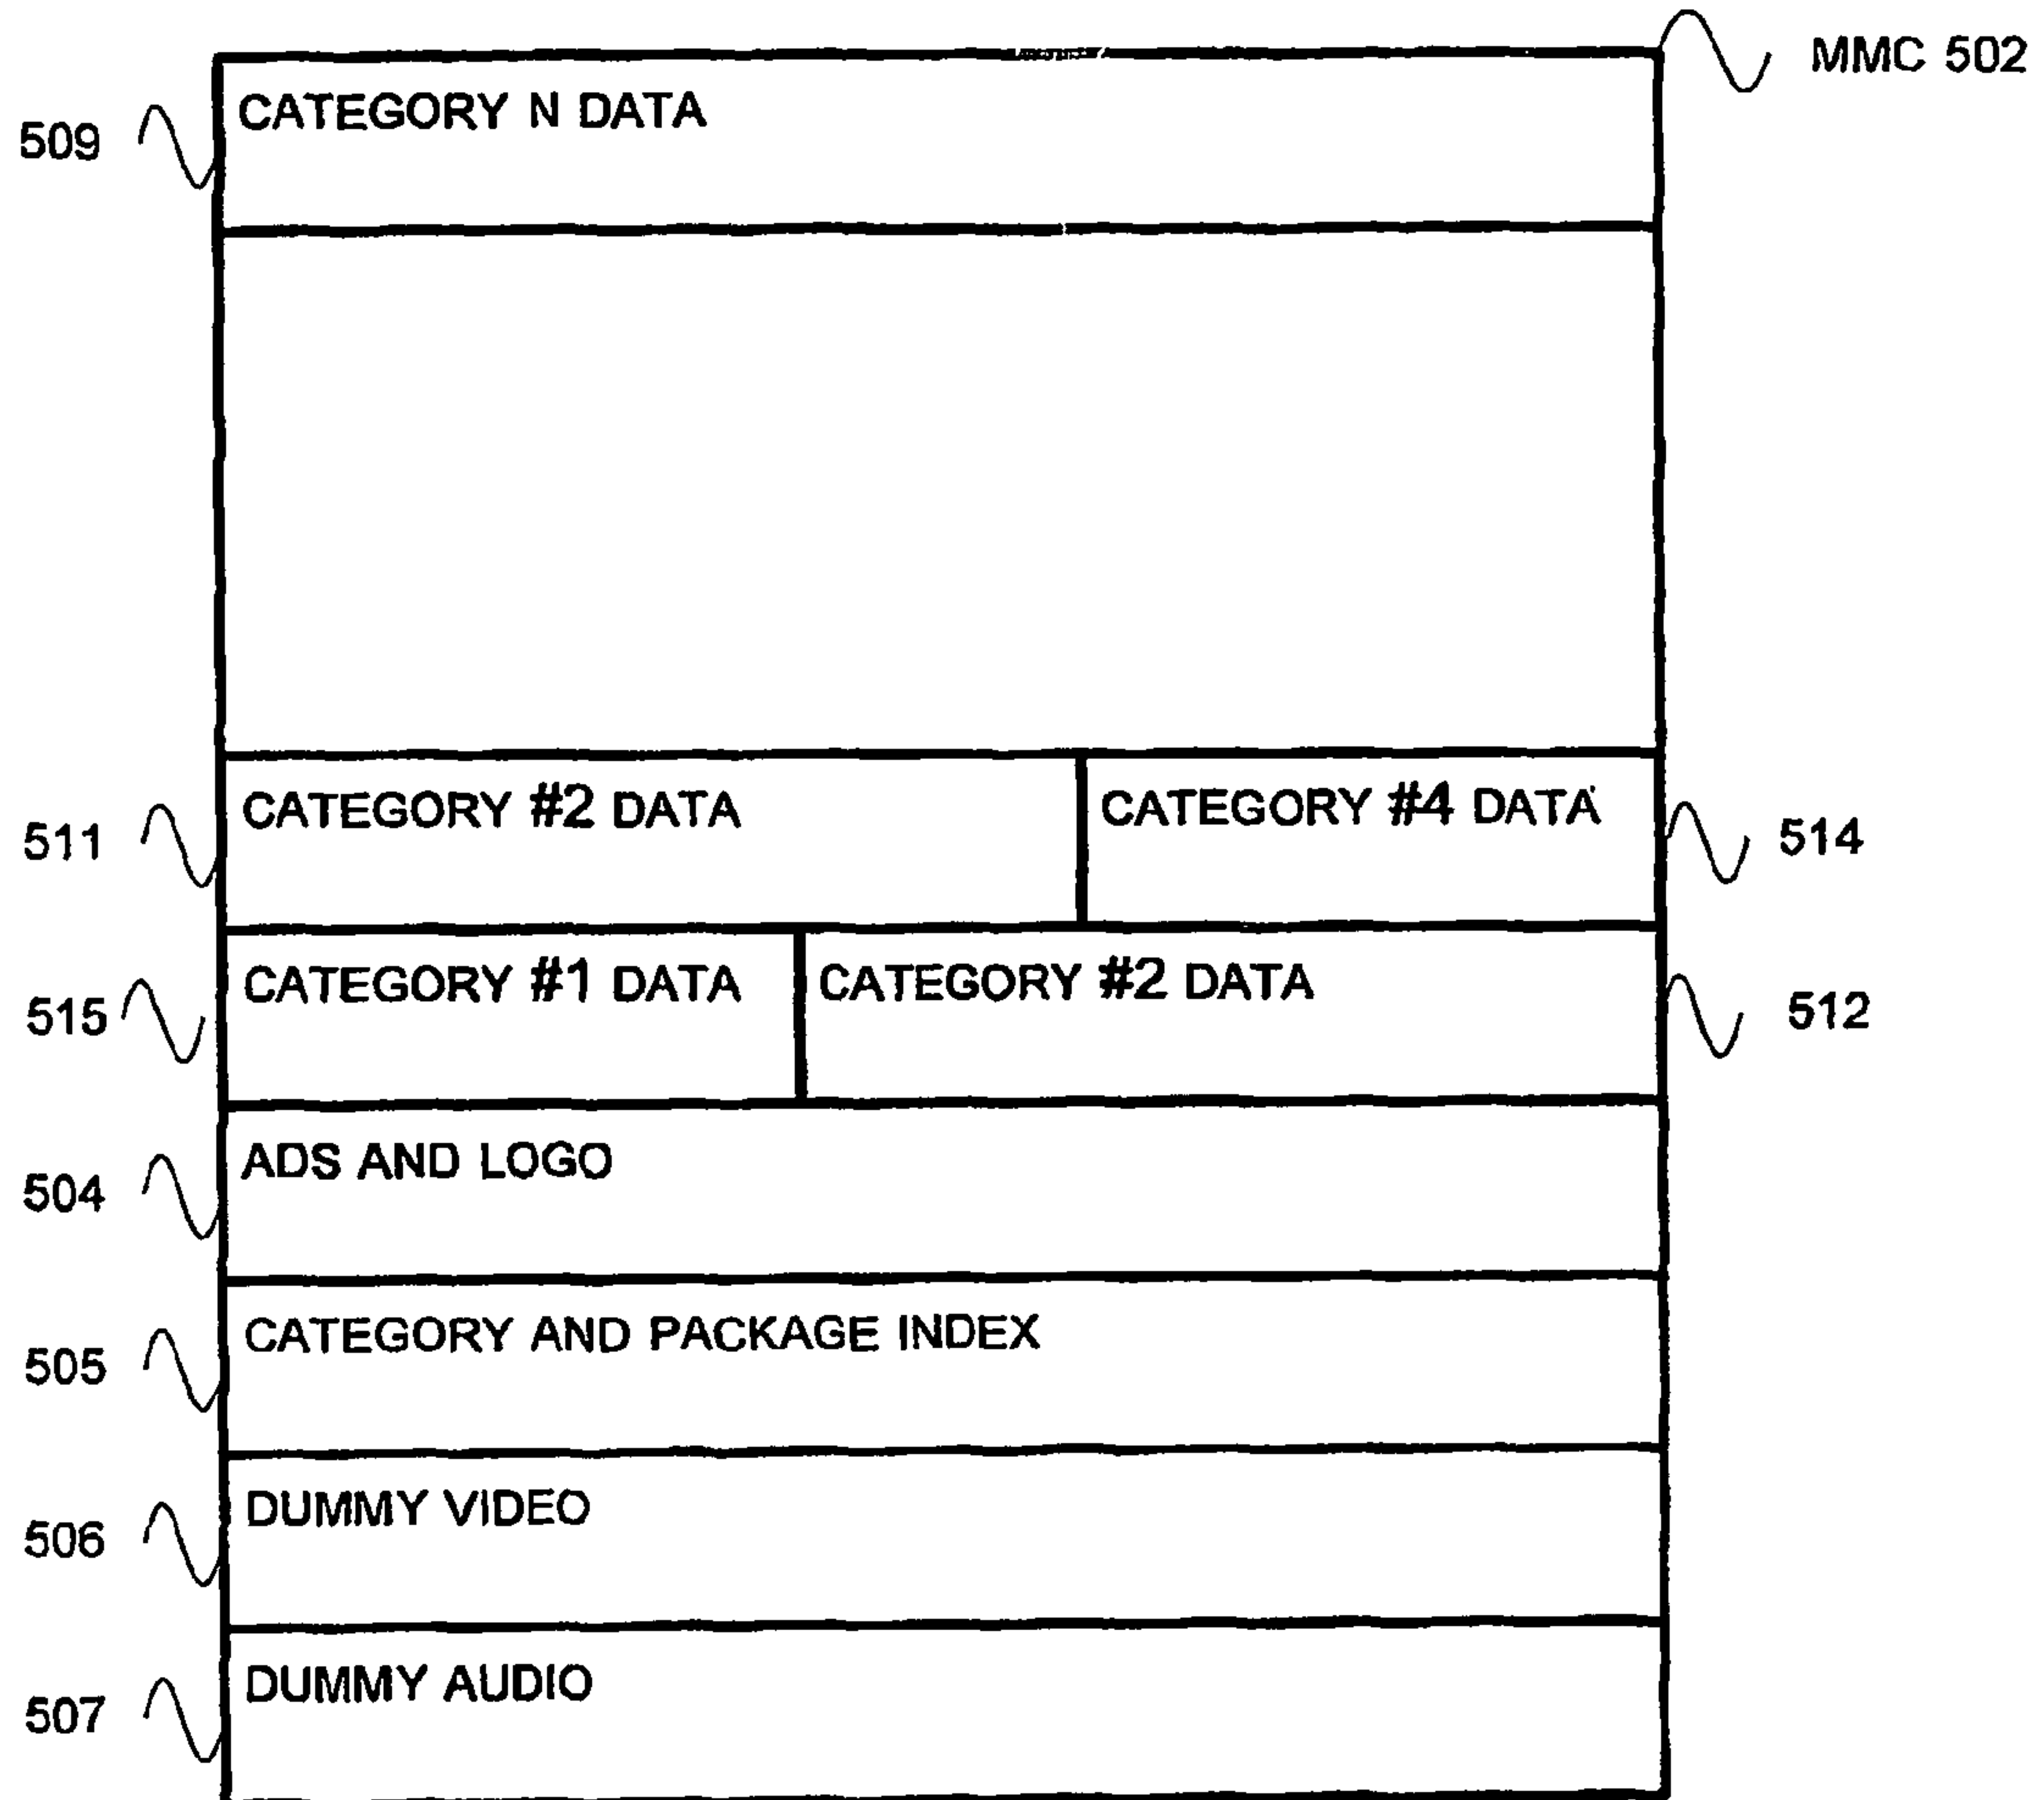 MMC 502
509 CATEGORY N DATA
511 CATEGORY #2 DATA CATEGORY #4 DATA 514
515 CATEGORY #1 DATA CATEGORY #2 DATA 512
504 ADS AND LOGO
505 CATEGORY AND PACKAGE INDEX
506 DUMMY VIDEO
507 DUMMY AUDIO